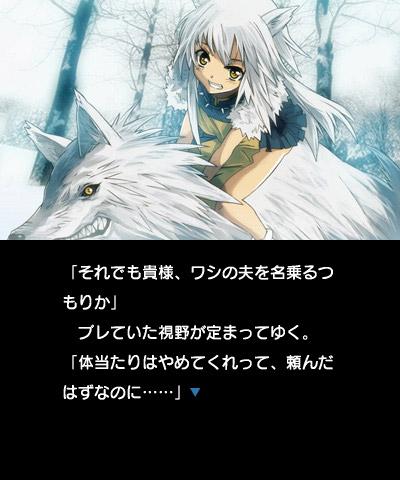 「それでも貴様、ワシの夫を名乗るつ
もりか」
　ブレていた視野が定まってゆく。
「体当たりはやめてくれって、頼んだ
はずなのに……」▼